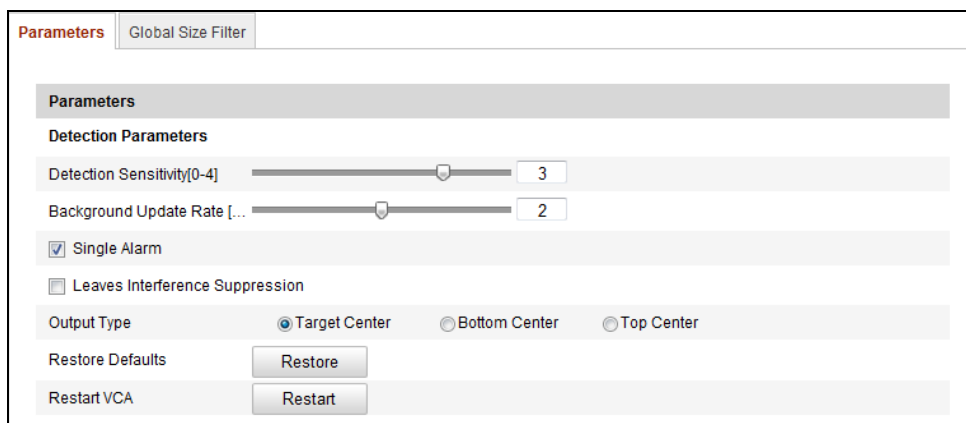 Parameters Global Size Filter
Parameters
Detection Parameters
Detection Sensitivity[0-4] 3
Background Update Rate [... 2
Single Alarm
Leaves Interference Suppression
Output Type Target Center Bottom Center Top Center
Restore Defaults Restore
Restart VCA Restart